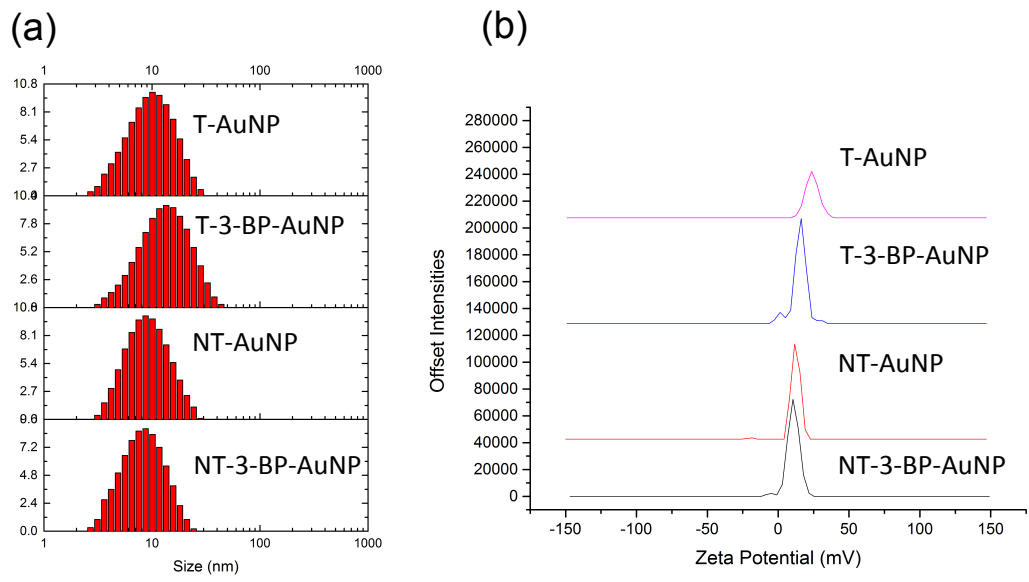 (a)
(b)
1 10 100 1000
10.8
8.1
5.4
2.7
T-AuNP
7.8
5.2
2.6
T-3-BP-AuNP
8.1
5.4
2.7
NT-AuNP
7.2
4.8
2.4
0.0
NT-3-BP-AuNP
1 10 100 1000
Size (nm)
Offset Intensities
280000
260000
240000
220000
200000
180000
160000
140000
120000
100000
80000
60000
40000
20000
0
T-AuNP
T-3-BP-AuNP
NT-AuNP
NT-3-BP-AuNP
-150 -100 -50 0 50 100 150
Zeta Potential (mV)